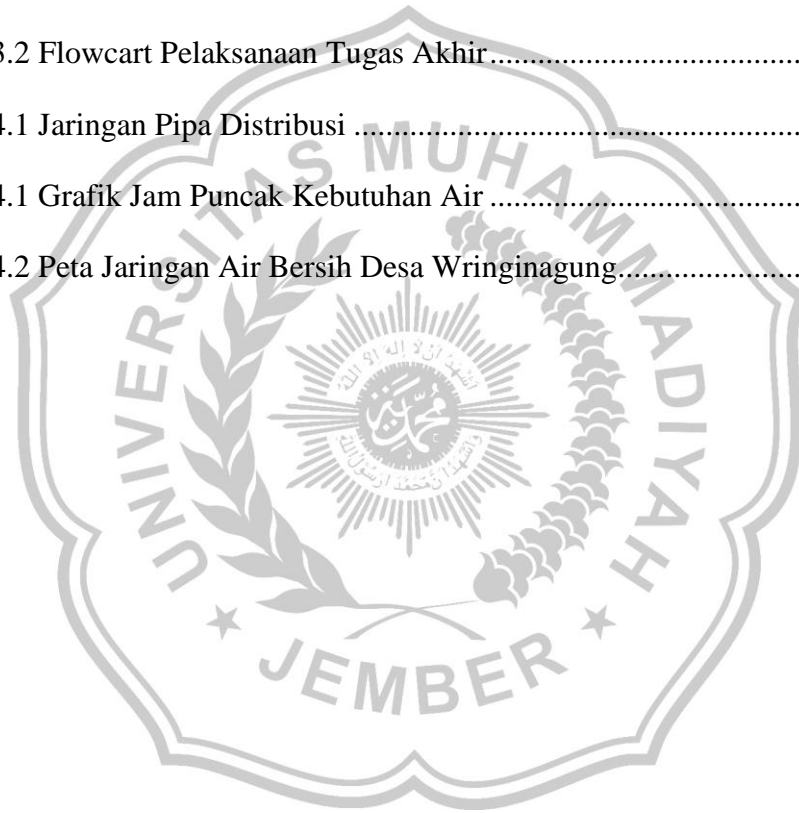 3.2 Flowcart Pelaksanaan Tugas Akhir....................................
4.1 Jaringan Pipa Distribusi ....................................................
4.1 Grafik Jam Puncak Kebutuhan Air ....................................
4.2 Peta Jaringan Air Bersih Desa Wringinagung.....................
UNIVERSITAS MUHAMMADIYAH
JEMBER